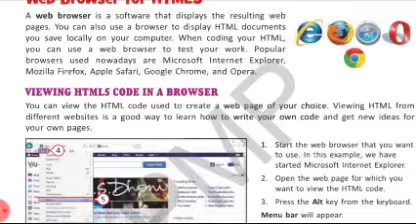 Web Browser for HTML5
A web browser is a software that displays the resulting web
pages. You can also use a browser to display HTML documents
you save locally on your computer. When coding your HTML,
you can use a web browser to test your work. Popular
browsers used nowadays are Microsoft Internet Explorer,
Mozilla Firefox, Apple Safari, Google Chrome, and Opera.
VIEWING HTML5 CODE IN A BROWSER
You can view the HTML code used to create a web page of your choice. Viewing HTML from
different websites is a good way to learn how to write your own code and get new ideas for
your own pages.
4
5
1. Start the web browser that you want
to use. In this example, we have
started Microsoft Internet Explorer.
2. Open the web page for which you
want to view the HTML code.
3. Press the Alt key from the keyboard.
Menu bar will appear.